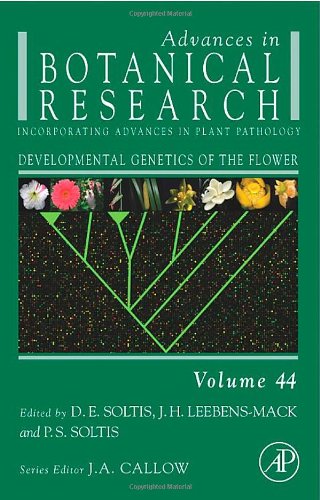 Advances in
BOTANICAL
RESEARCH
INCORPORATING ADVANCES IN PLANT PATHOLOGY
DEVELOPMENTAL GENETICS OF THE FLOWER
Volume 44
Edited by D. E. SOLTIS, J. H. LEEBENS-MACK
and P. S. SOLTIS
Series Editor J.A. CALLOW
AP